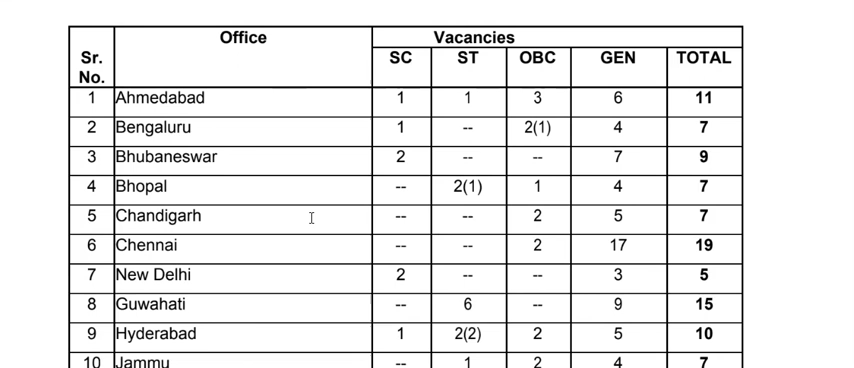 Sr. No. Office Vacancies
SC ST OBC GEN TOTAL
1 Ahmedabad 1 1 3 6 11
2 Bengaluru 1 -- 2(1) 4 7
3 Bhubaneswar 2 -- -- 7 9
4 Bhopal -- 2(1) 1 4 7
5 Chandigarh -- -- 2 5 7
6 Chennai -- -- 2 17 19
7 New Delhi 2 -- -- 3 5
8 Guwahati -- 6 -- 9 15
9 Hyderabad 1 2(2) 2 5 10
10 Jammu -- 1 2 4 7